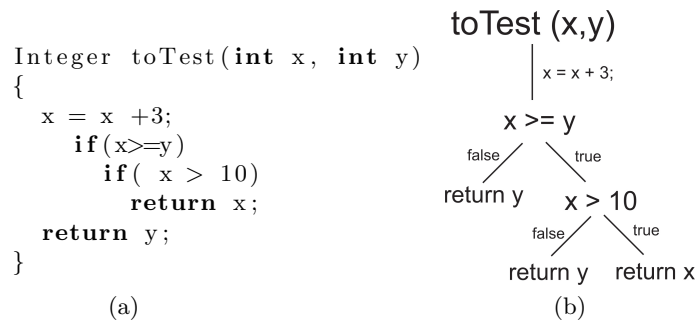 Integer toTest(int x, int y)
{
x = x +3;
if(x>=y)
if( x > 10)
return x;
return y;
}
(a)
toTest (x,y)
x = x + 3;
x >= y
false true
return y x > 10
false true
return y return x
(b)